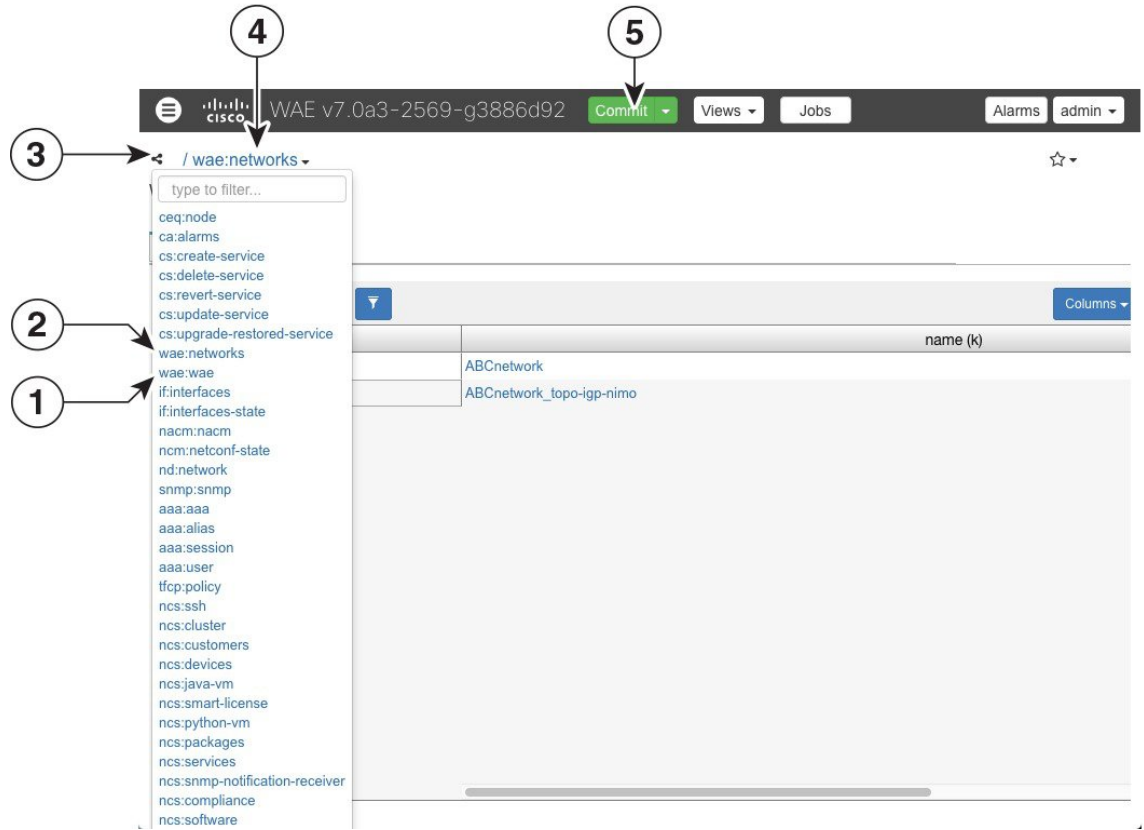 4
5
CISCO WAE v7.0a3-2569-g3886d92 Commit Views Jobs Alarms admin
3
/ wae:networks
type to filter...
ceq:node
ca:alarms
cs:create-service
cs:delete-service
cs:revert-service
Columns
2
cs:update-service
cs:upgrade-restored-service
name (k)
wae:networks
ABCnetwork
1
wae:wae
if:interfaces
ABCnetwork_topo-igp-nimo
if:interfaces-state
nacm:nacm
ncm:netconf-state
nd:network
snmp:snmp
aaa:aaa
aaa:alias
aaa:session
aaa:user
tfcp:policy
ncs:ssh
ncs:cluster
ncs:customers
ncs:devices
ncs:java-vm
ncs:smart-license
ncs:python-vm
ncs:packages
ncs:services
ncs:snmp-notification-receiver
ncs:compliance
ncs:software